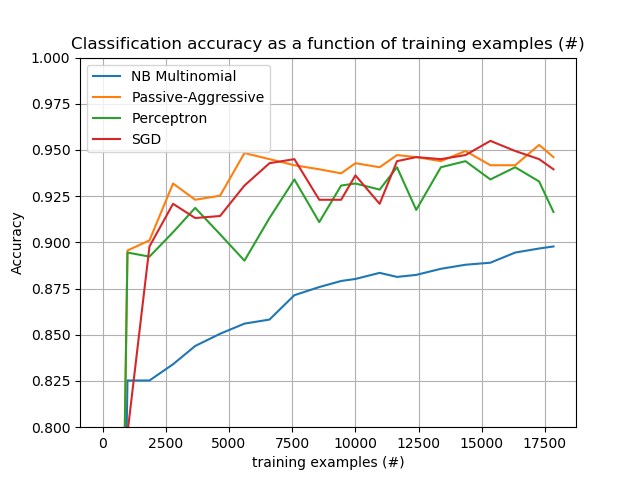 Classification accuracy as a function of training examples (#)
1.000
0.975
0.950
0.925
0.900
0.875
0.850
0.825
0.800
Accuracy
NB Multinomial
Passive-Aggressive
Perceptron
SGD
0 2500 5000 7500 10000 12500 15000 17500
training examples (#)